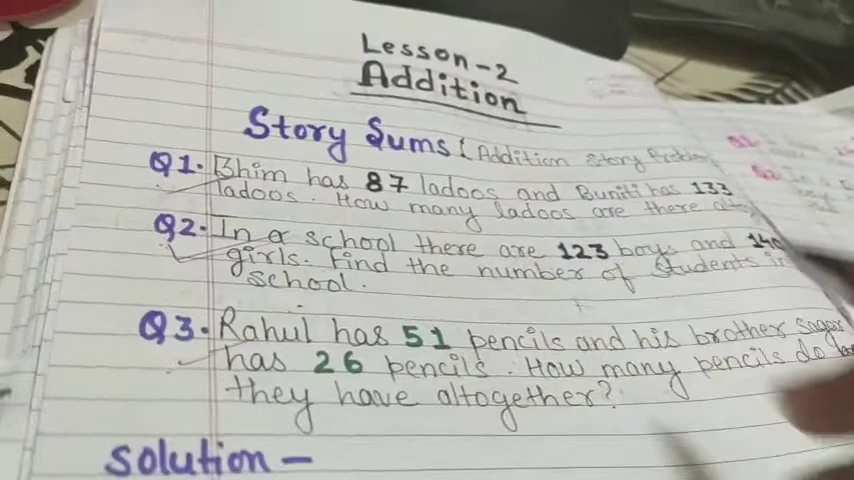 Lesson-2
Addition
Story Sums (Addition Story Problem
Q1. Bhim has 87 ladoos and Buniti has 133
ladoos. How many ladoos are there
Q2. In a school there are 123 boys and 140
girls. Find the number of Students in
School.
Q3. Rahul has 51 pencils and his brother Sagar
has 26 pencils. How many pencils do
they have altogether?
Solution -